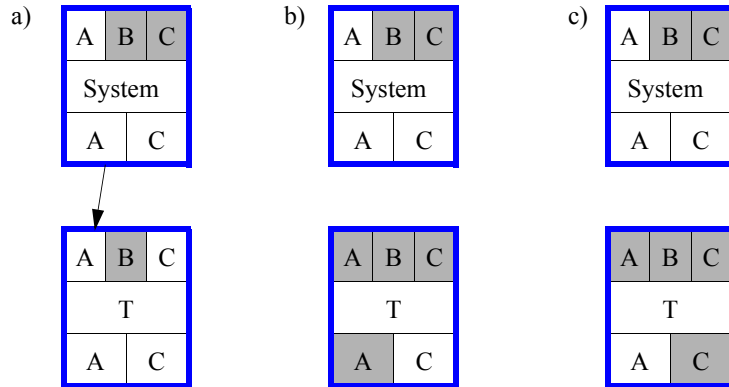 a) A B C b) A B C c) A B C
System System System
A C A C A C
A B C A B C A B C
T T T
A C A C A C